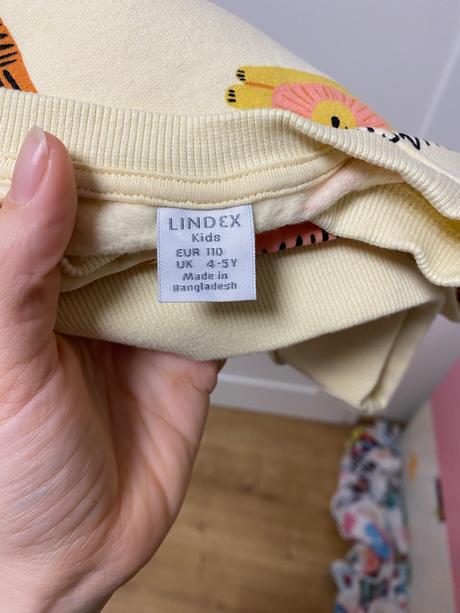 LINDEX
Kids
EUR 110
UK 4-5Y
Made in
Bangladesh